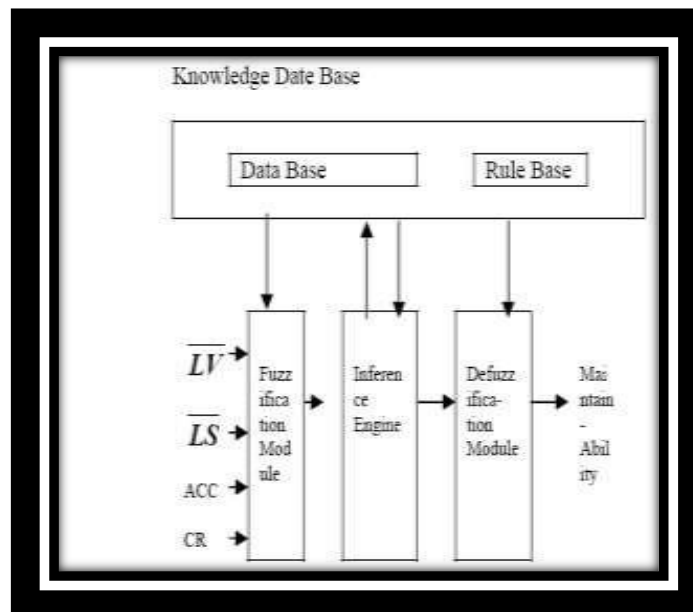 Knowledge Date Base
Data Base
Rule Base
LV
LS
ACC
CR
Fuzz
ifica
tion
Mod
ule
Inferen
ce
Engine
Defuzz
ifica-
tion
Module
Mai
ntain
-
Abil
ity